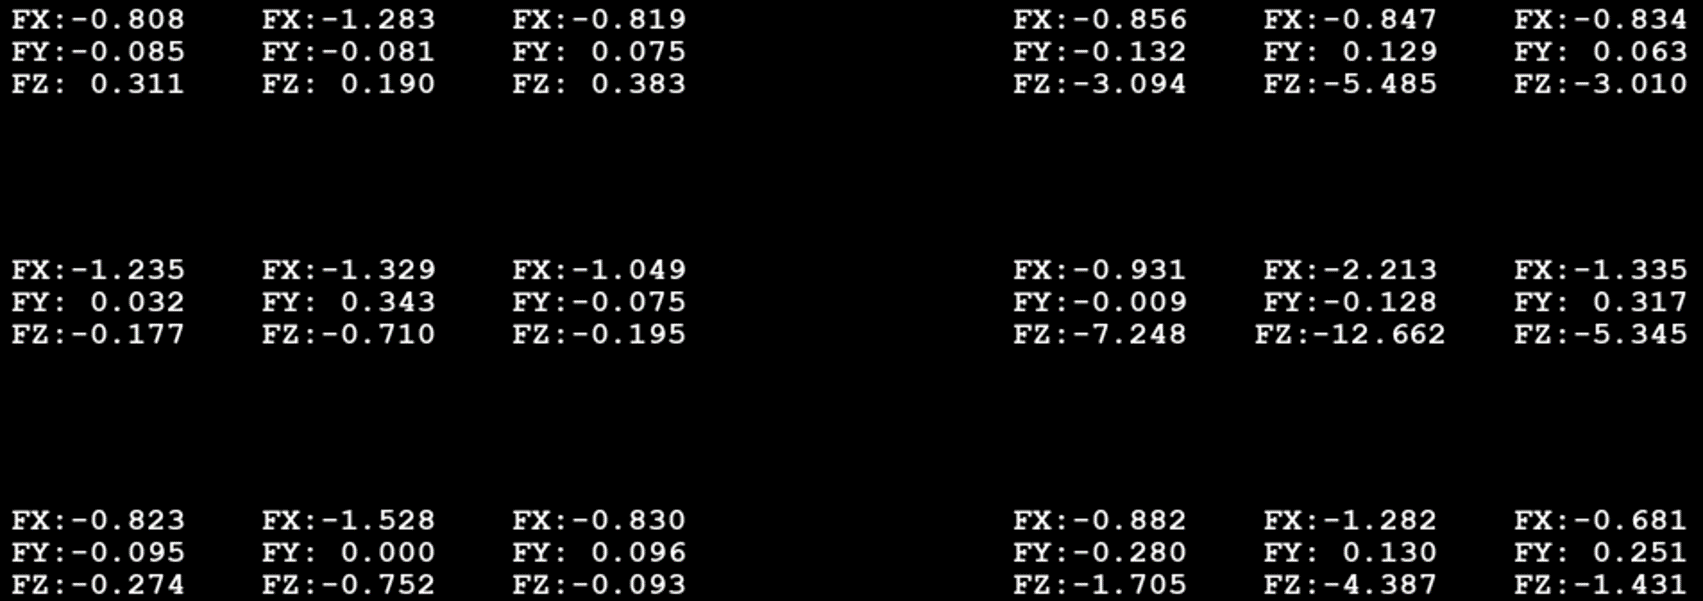 FX:-0.808 FX:-1.283 FX:-0.819 FX:-0.856 FX:-0.847 FX:-0.834
FY:-0.085 FY:-0.081 FY: 0.075 FY:-0.132 FY: 0.129 FY: 0.063
FZ: 0.311 FZ: 0.190 FZ: 0.383 FZ:-3.094 FZ:-5.485 FZ:-3.010
FX:-1.235 FX:-1.329 FX:-1.049 FX:-0.931 FX:-2.213 FX:-1.335
FY: 0.032 FY: 0.343 FY:-0.075 FY:-0.009 FY:-0.128 FY: 0.317
FZ:-0.177 FZ:-0.710 FZ:-0.195 FZ:-7.248 FZ:-12.662 FZ:-5.345
FX:-0.823 FX:-1.528 FX:-0.830 FX:-0.882 FX:-1.282 FX:-0.681
FY:-0.095 FY: 0.000 FY: 0.096 FY:-0.280 FY: 0.130 FY: 0.251
FZ:-0.274 FZ:-0.752 FZ:-0.093 FZ:-1.705 FZ:-4.387 FZ:-1.431